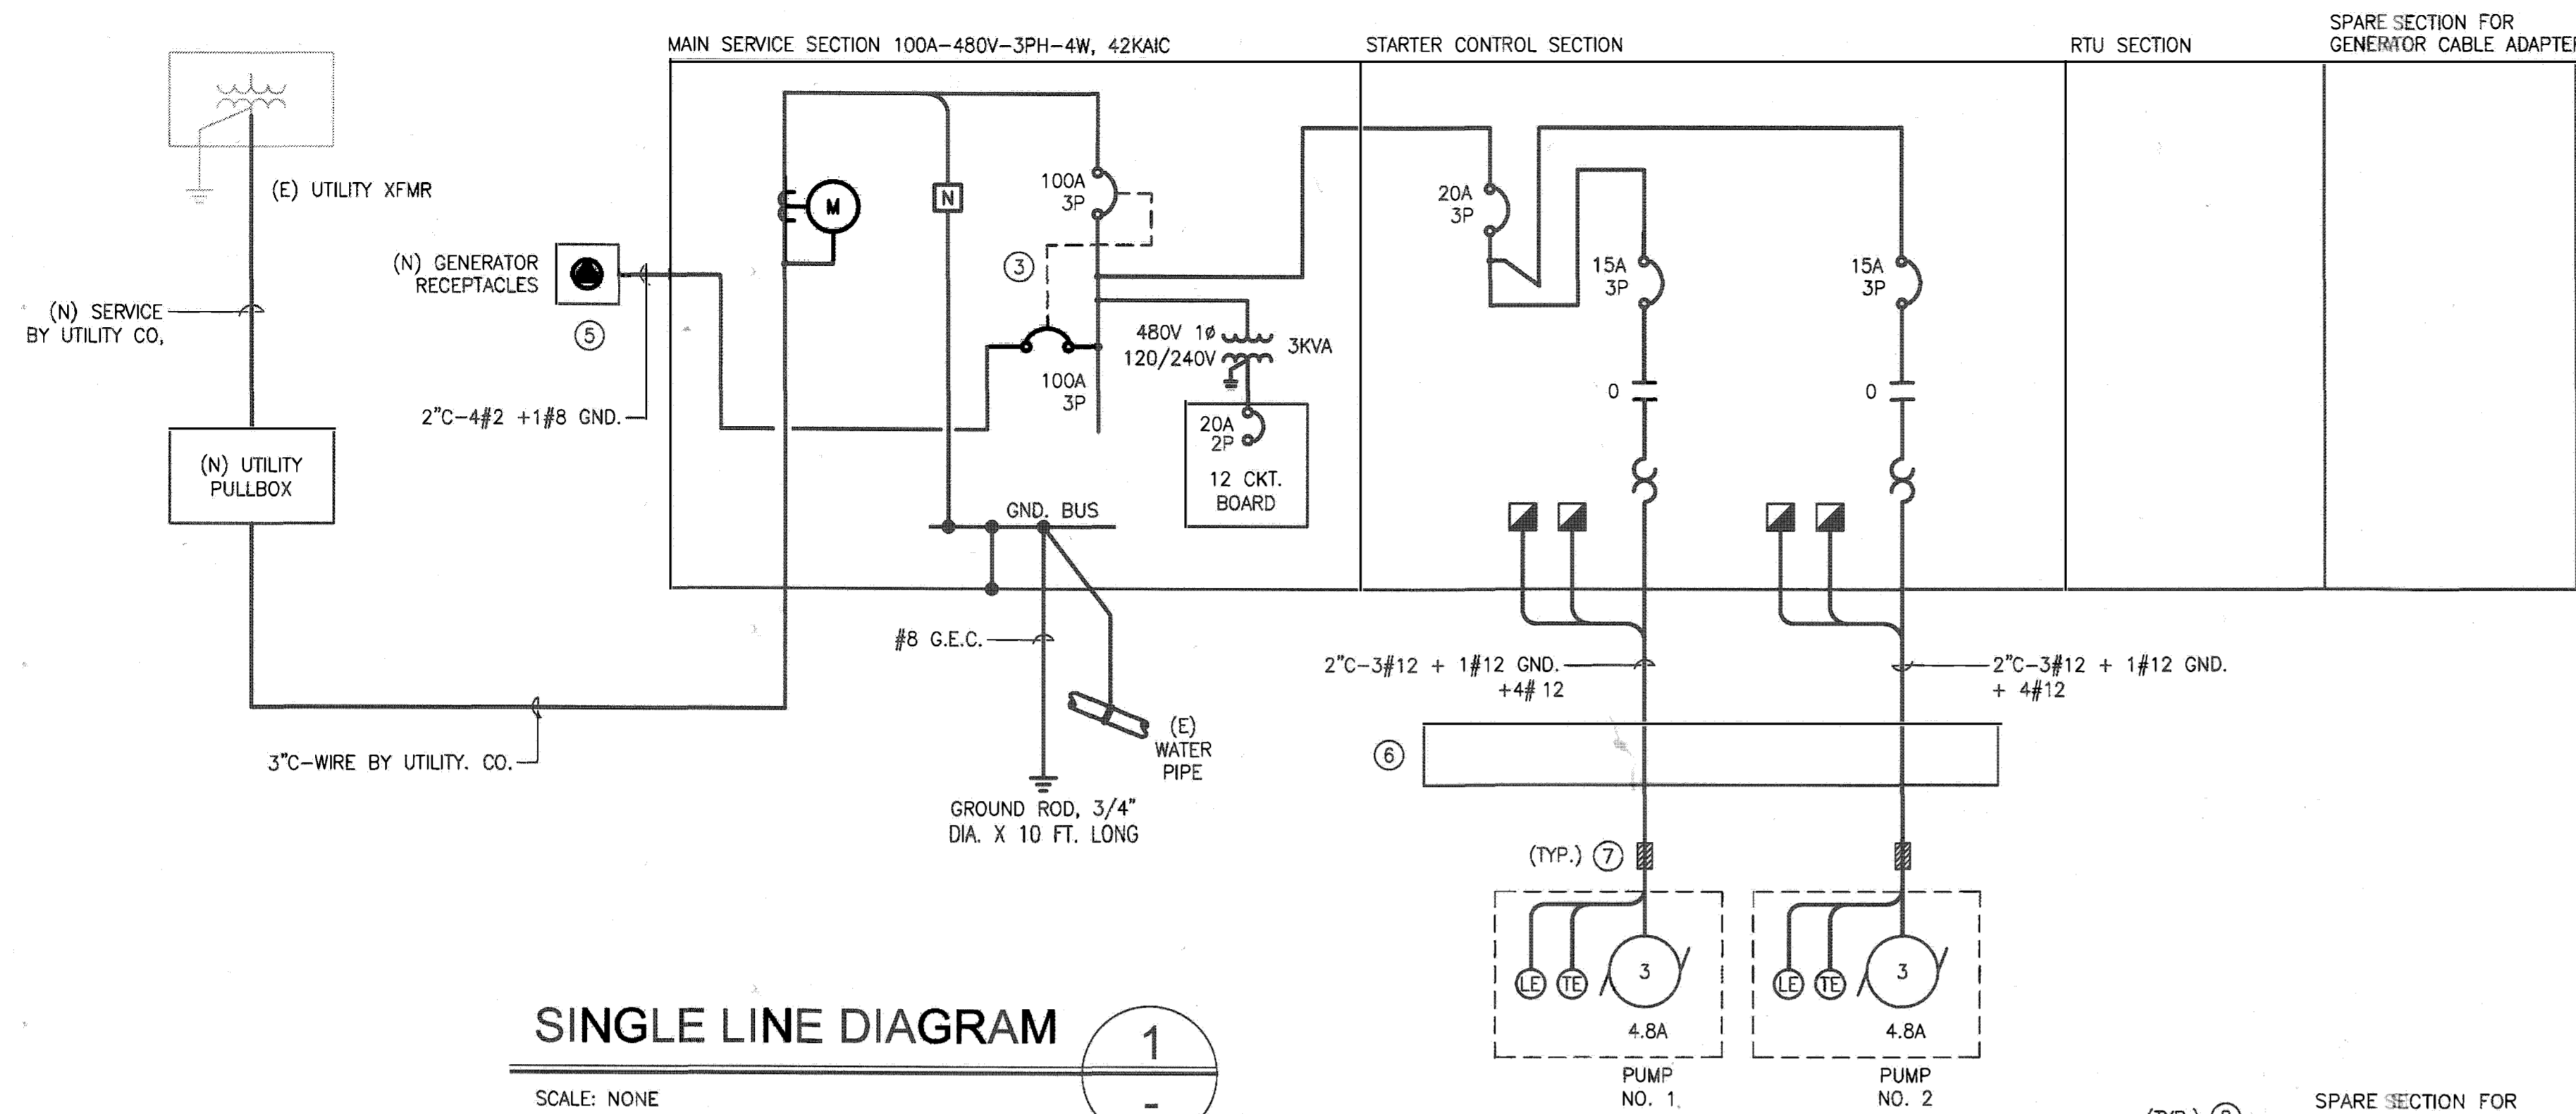 SPARE SECTION FOR
MAIN SERVICE SECTION 100A-480V-3PH-4W, 42KAIC
STARTER CONTROL SECTION
RTU SECTION
GENERATOR CABLE ADAPTER
(E) UTILITY XFMR
M
N
100A
3P
20A
3P
(N) GENERATOR
RECEPTACLES
3
15A
3P
15A
3P
(N) SERVICE
BY UTILITY CO,
5
480V 1ø
120/240V
3KVA
100A
3P
0
0
2"C-4#2 +1#8 GND.
20A
2P
(N) UTILITY
PULLBOX
12 CKT.
BOARD
GND. BUS
#8 G.E.C.
2"C-3#12 + 1#12 GND.
+4# 12
2"C-3#12 + 1#12 GND.
+ 4#12
(E)
WATER
PIPE
6
3"C-WIRE BY UTILITY. CO.
GROUND ROD, 3/4"
DIA. X 10 FT. LONG
(TYP.) 7
LE TE 3
LE TE 3
4.8A
4.8A
SINGLE LINE DIAGRAM
1
-
PUMP
NO. 1
PUMP
NO. 2
SCALE: NONE
SPARE SECTION FOR